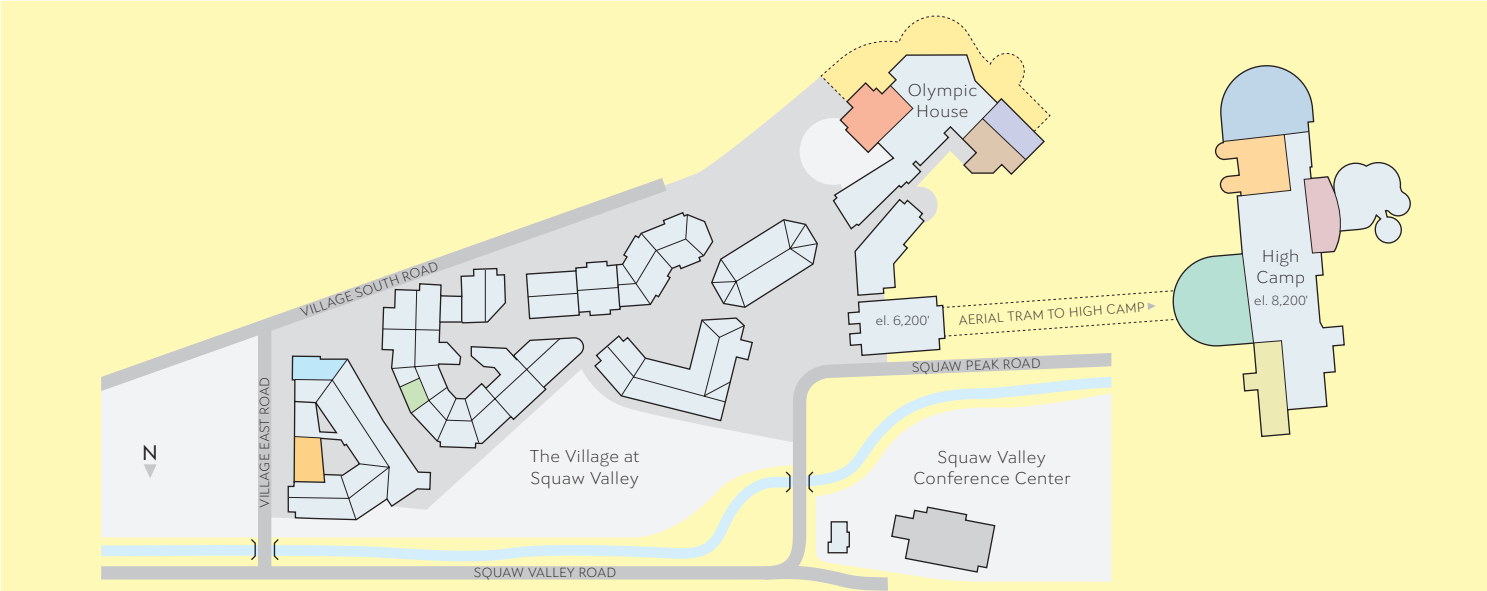 Olympic
House
High
Camp
el. 8,200'
VILLAGE SOUTH ROAD
el. 6,200'
AERIAL TRAM TO HIGH CAMP
SQUAW PEAK ROAD
VILLAGE EAST ROAD
N
The Village at
Squaw Valley
Squaw Valley
Conference Center
SQUAW VALLEY ROAD